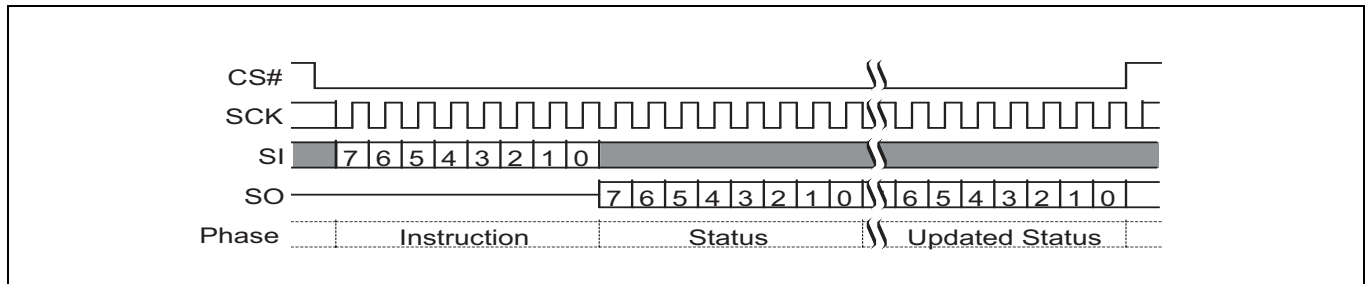 CS#
SCK
SI 7 6 5 4 3 2 1 0
SO 7 6 5 4 3 2 1 0 6 5 4 3 2 1 0
Phase Instruction Status Updated Status